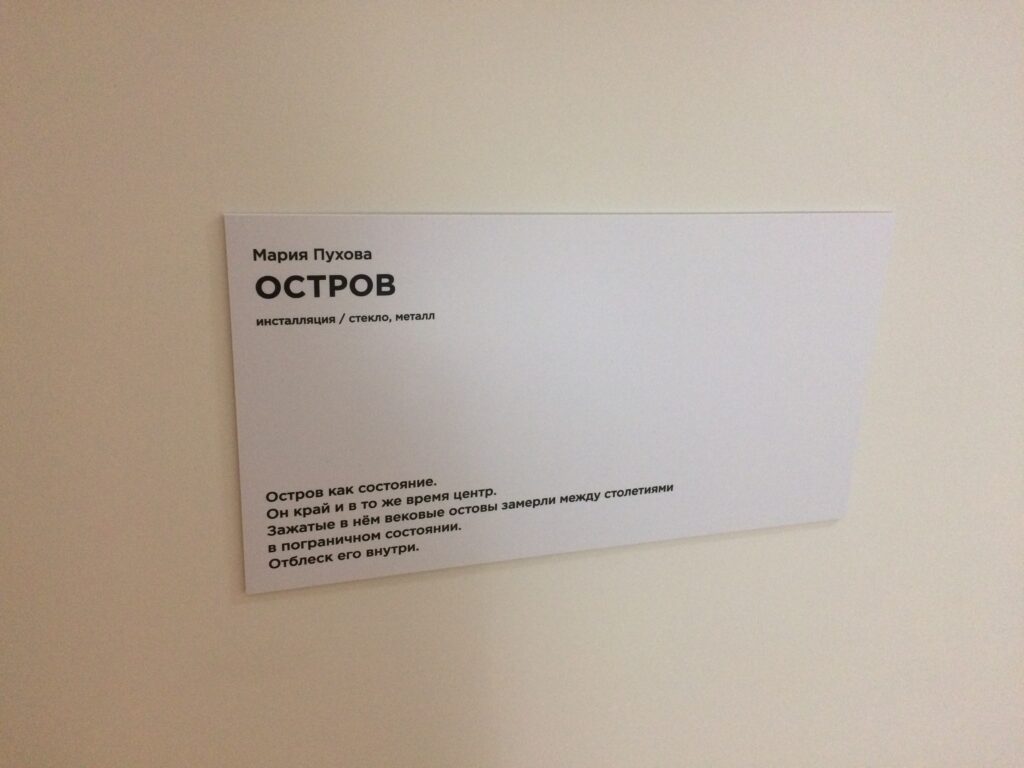 Мария Пухова
ОСТРОВ
инсталляция / стекло, металл
Остров как состояние.
Он край и в то же время центр.
Зажатые в нём вековые остовы замерли между столетиями
в пограничном состоянии.
Отблеск его внутри.